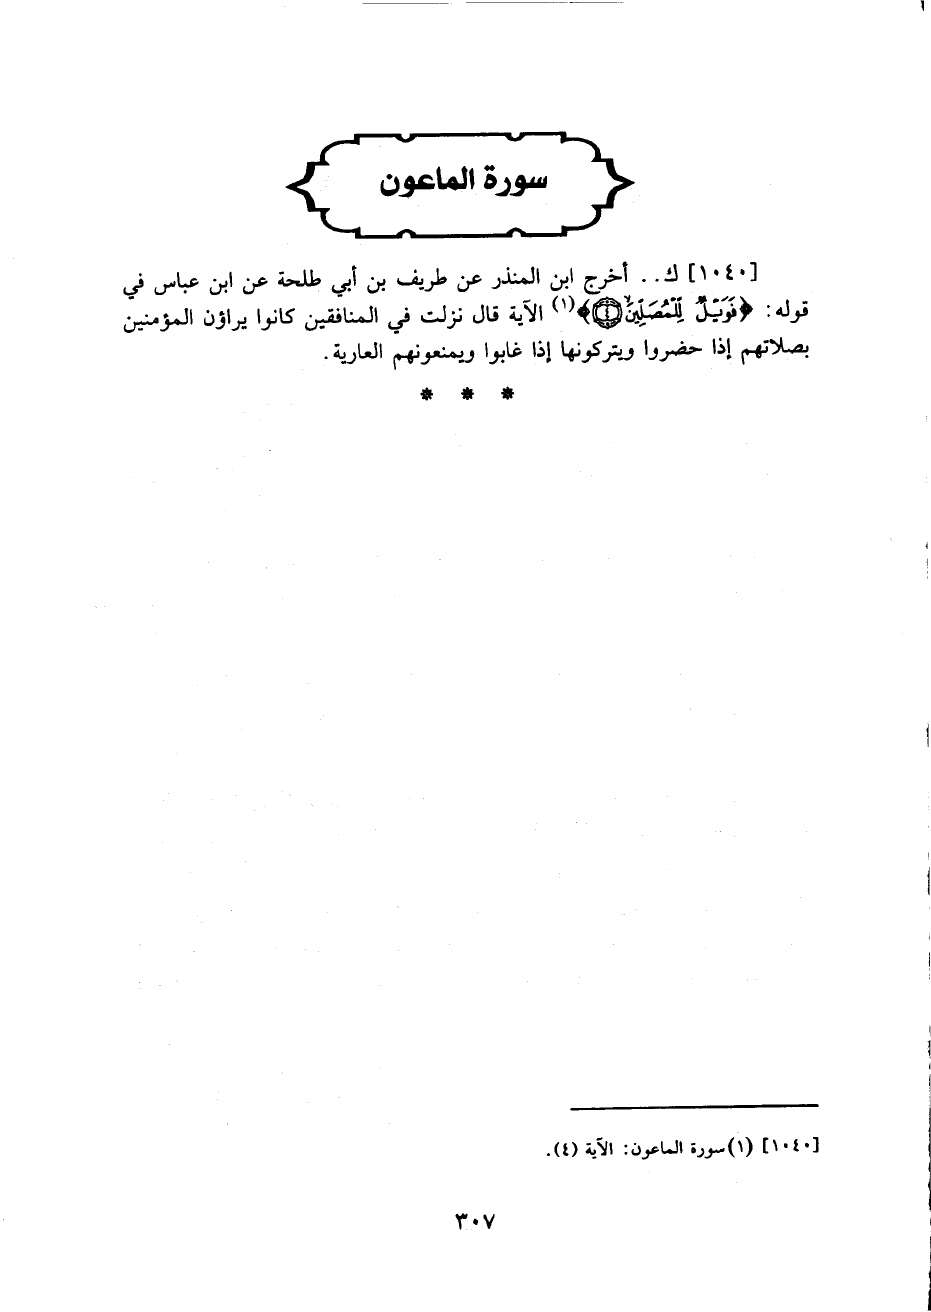 سورة الماعون
[١٠٤٠] ك.. أخرج ابن المنذر عن طريف بن أبي طلحة عن ابن عباس في
قوله: ﴿فَوَيْلٌ لِّلْمُصَلِّينَ ۝٤﴾(١) الآية قال نزلت في المنافقين كانوا يراؤن المؤمنين
بصلاتهم إذا حضروا ويتركونها إذا غابوا ويمنعونهم العارية.
* * *
[١٠٤٠] (١) سورة الماعون: الآية (٤).
٣٠٧